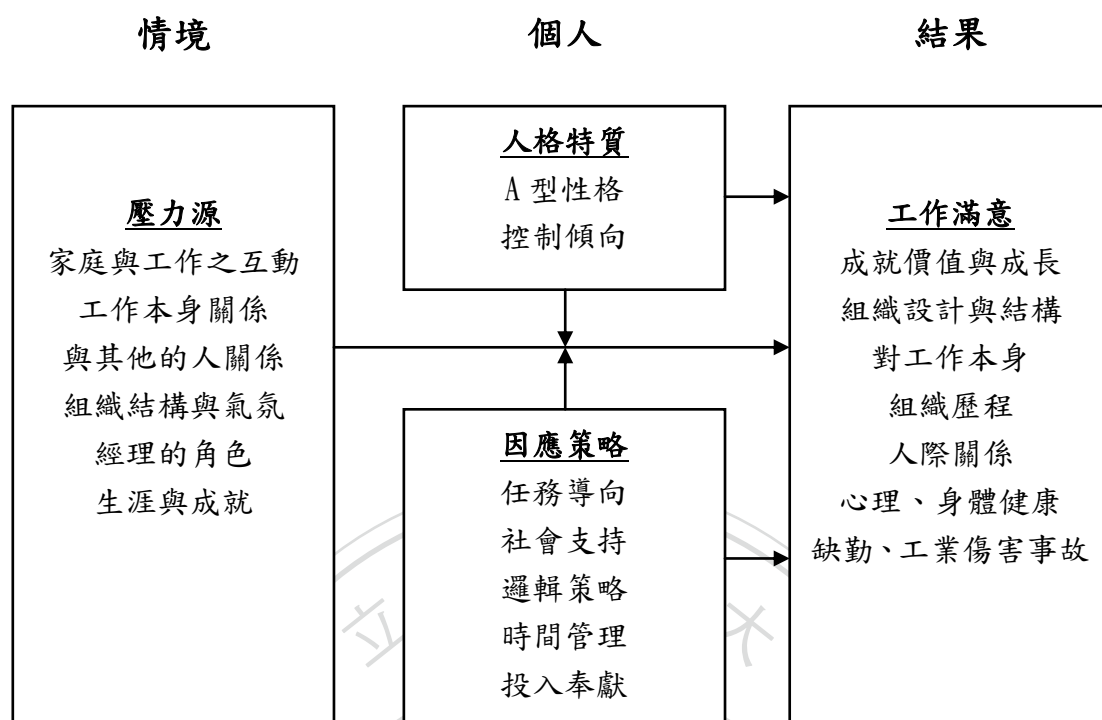 情境
個人
結果
壓力源
家庭與工作之互動
工作本身關係
與其他的人關係
組織結構與氣氛
經理的角色
生涯與成就
人格特質
A 型性格
控制傾向
因應策略
任務導向
社會支持
邏輯策略
時間管理
投入奉獻
工作滿意
成就價值與成長
組織設計與結構
對工作本身
組織歷程
人際關係
心理、身體健康
缺勤、工業傷害事故
立
大